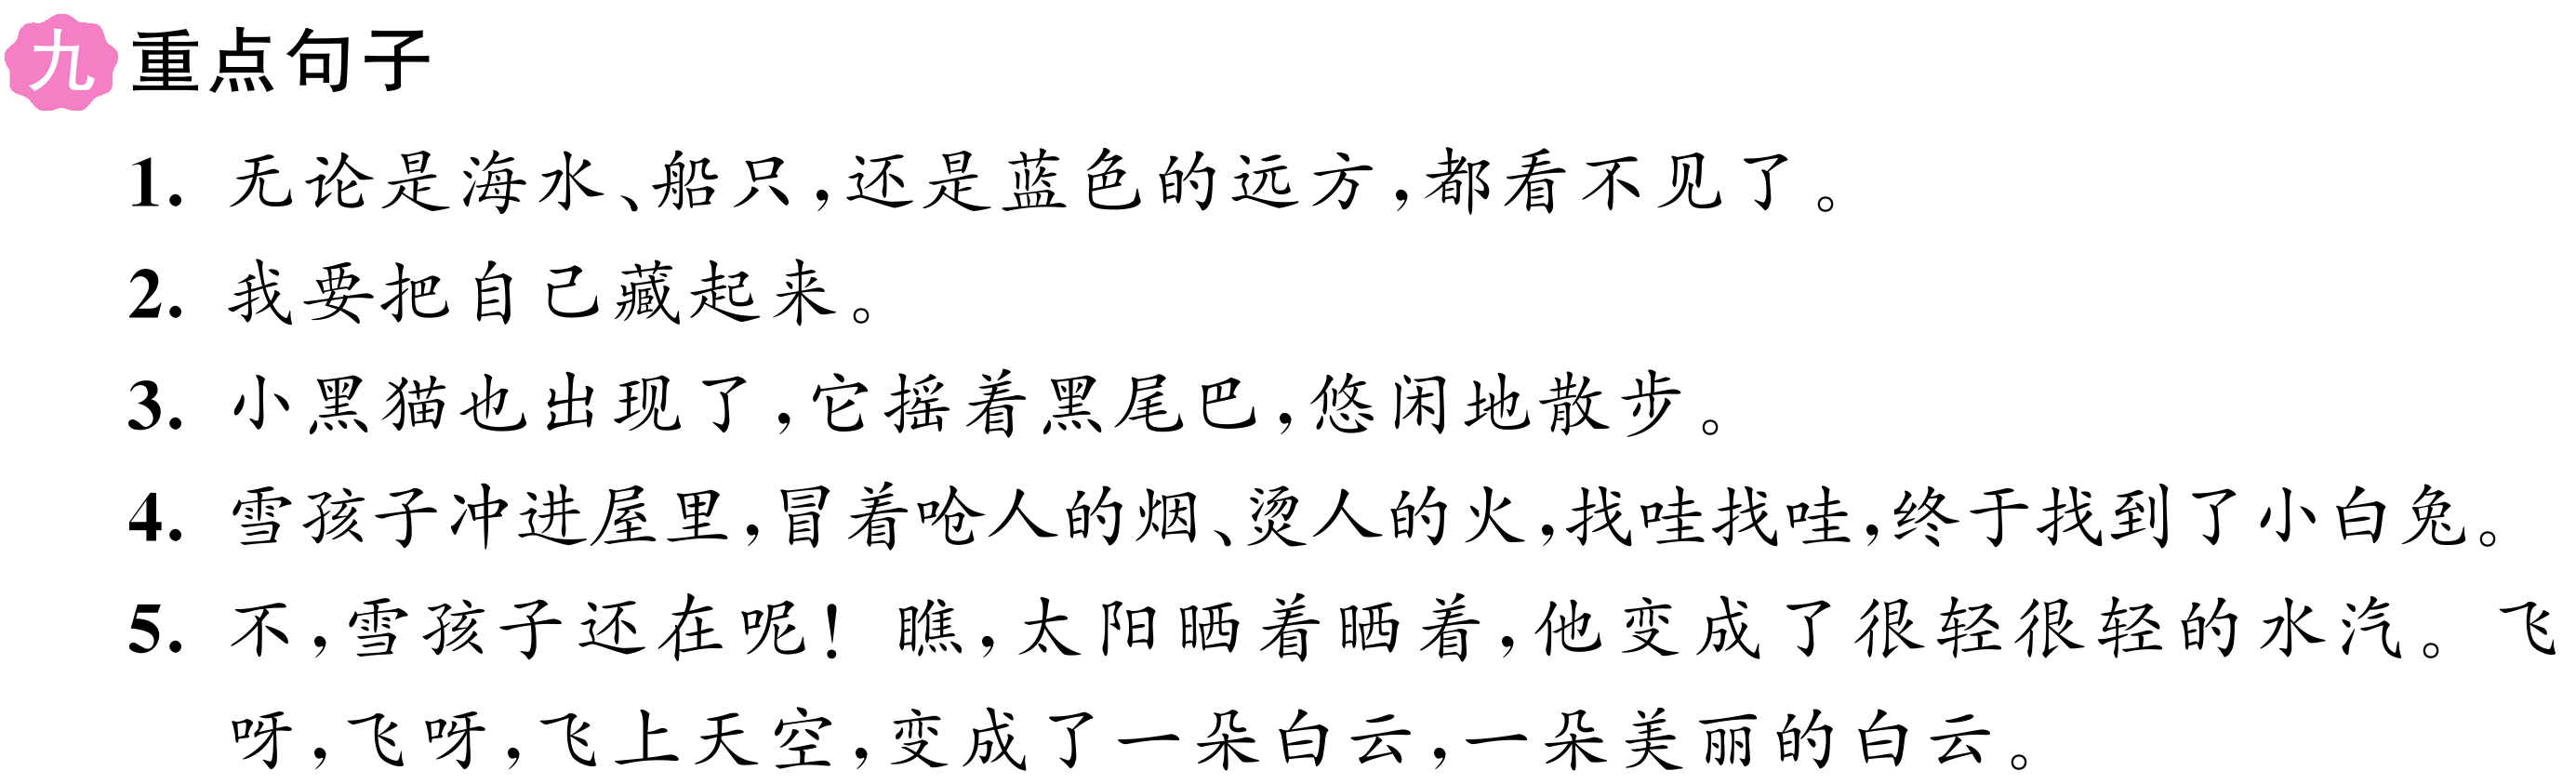 九 重点句子
1. 无论是海水、船只,还是蓝色的远方,都看不见了。
2. 我要把自己藏起来。
3. 小黑猫也出现了,它摇着黑尾巴,悠闲地散步。
4. 雪孩子冲进屋里,冒着呛人的烟、烫人的火,找哇找哇,终于找到了小白兔。
5. 不,雪孩子还在呢! 瞧,太阳晒着晒着,他变成了很轻很轻的水汽。飞
呀,飞呀,飞上天空,变成了一朵白云,一朵美丽的白云。